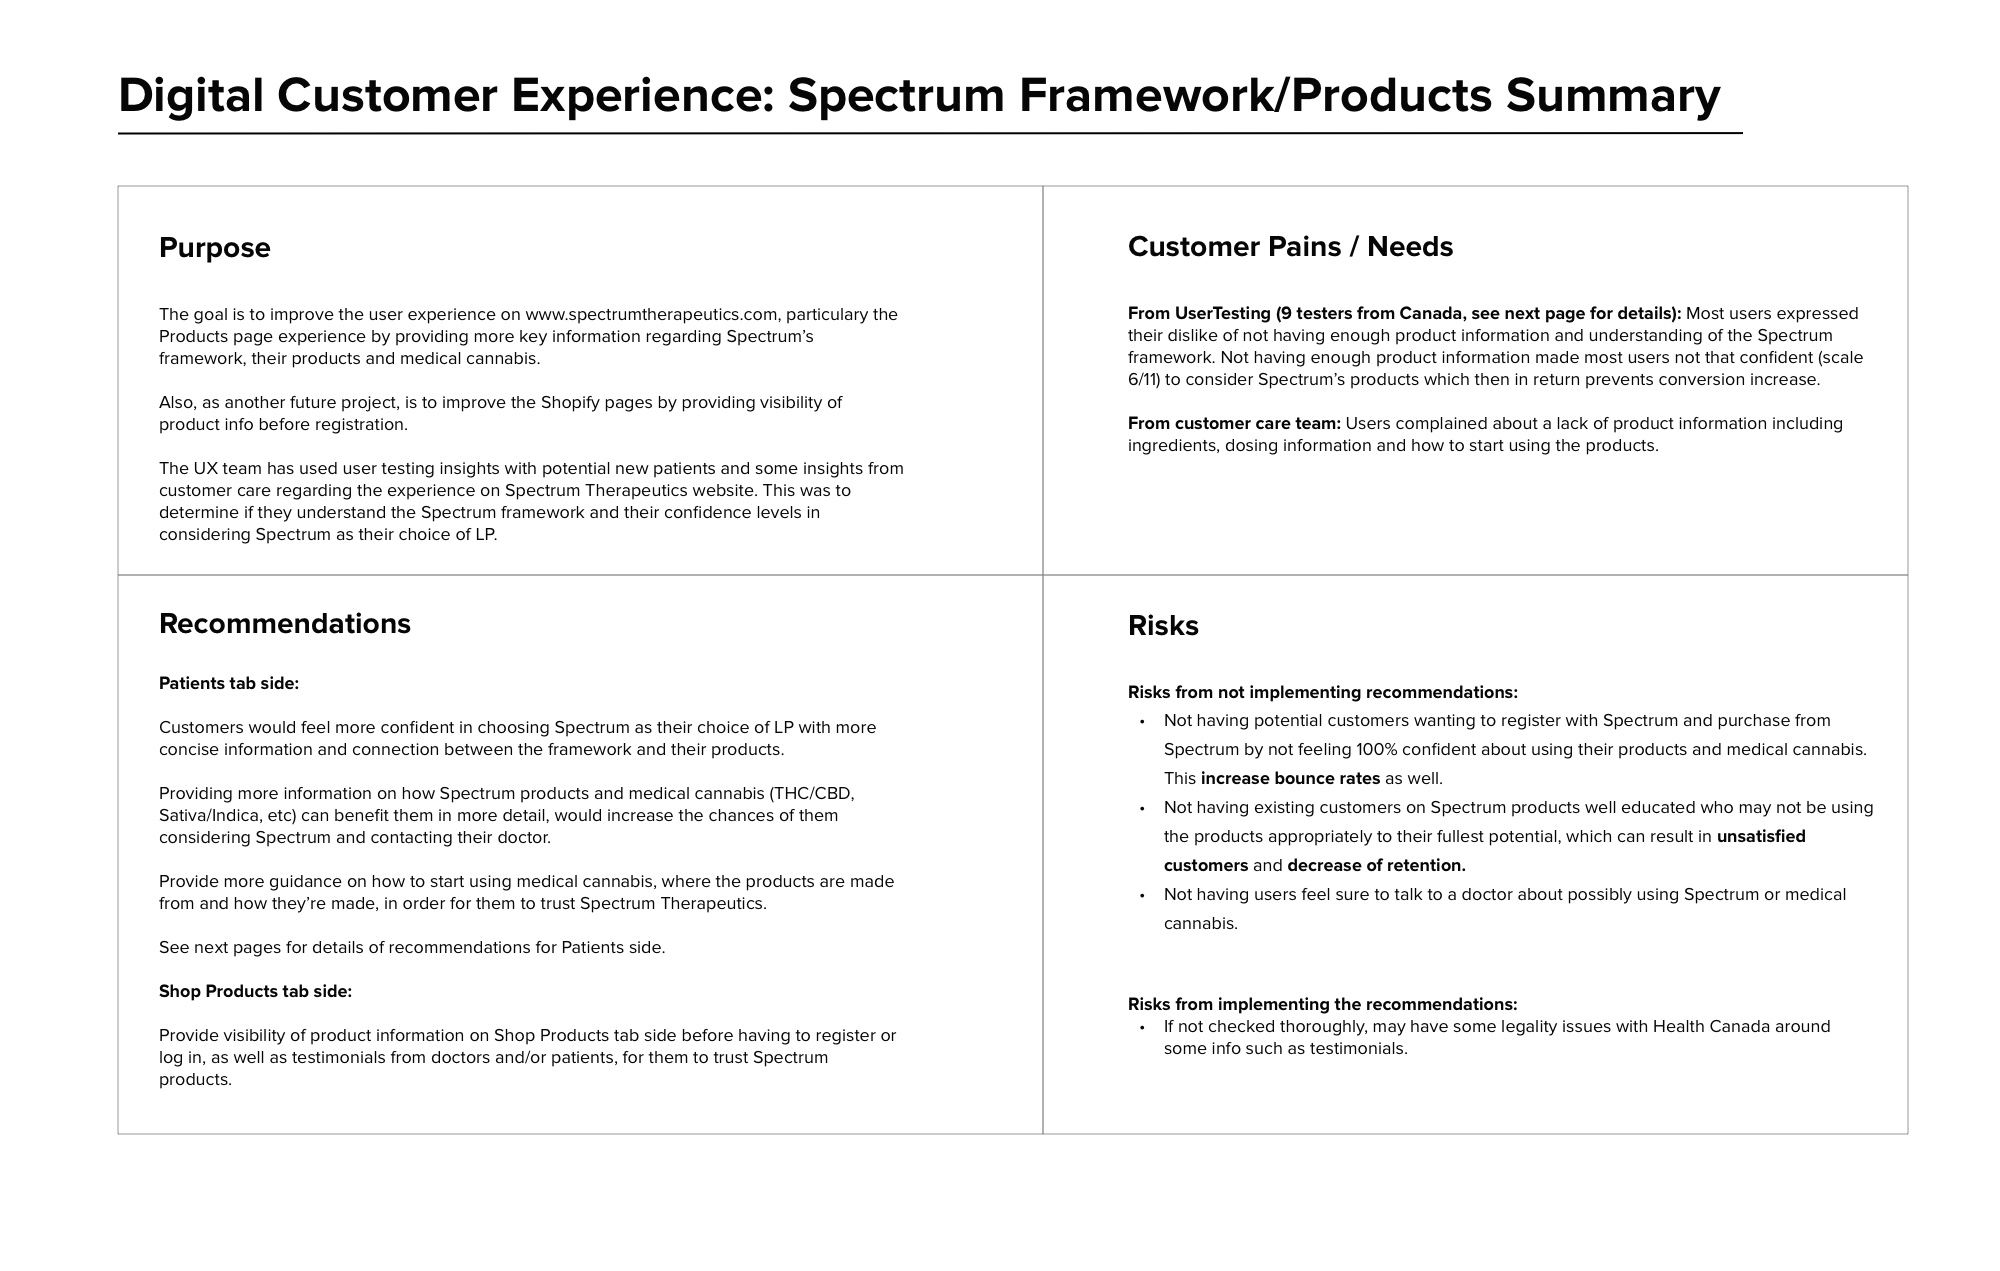 Digital Customer Experience: Spectrum Framework/Products Summary
Purpose
The goal is to improve the user experience on www.spectrumtherapeutics.com, particulary the
Products page experience by providing more key information regarding Spectrum’s
framework, their products and medical cannabis.
Also, as another future project, is to improve the Shopify pages by providing visibility of
product info before registration.
The UX team has used user testing insights with potential new patients and some insights from
customer care regarding the experience on Spectrum Therapeutics website. This was to
determine if they understand the Spectrum framework and their confidence levels in
considering Spectrum as their choice of LP.
Customer Pains / Needs
From UserTesting (9 testers from Canada, see next page for details): Most users expressed
their dislike of not having enough product information and understanding of the Spectrum
framework. Not having enough product information made most users not that confident (scale
6/11) to consider Spectrum’s products which then in return prevents conversion increase.
From customer care team: Users complained about a lack of product information including
ingredients, dosing information and how to start using the products.
Recommendations
Patients tab side:
Customers would feel more confident in choosing Spectrum as their choice of LP with more
concise information and connection between the framework and their products.
Providing more information on how Spectrum products and medical cannabis (THC/CBD,
Sativa/Indica, etc) can benefit them in more detail, would increase the chances of them
considering Spectrum and contacting their doctor.
Provide more guidance on how to start using medical cannabis, where the products are made
from and how they’re made, in order for them to trust Spectrum Therapeutics.
See next pages for details of recommendations for Patients side.
Shop Products tab side:
Provide visibility of product information on Shop Products tab side before having to register or
log in, as well as testimonials from doctors and/or patients, for them to trust Spectrum
products.
Risks
Risks from not implementing recommendations:
• Not having potential customers wanting to register with Spectrum and purchase from
Spectrum by not feeling 100% confident about using their products and medical cannabis.
This increase bounce rates as well.
• Not having existing customers on Spectrum products well educated who may not be using
the products appropriately to their fullest potential, which can result in unsatisfied
customers and decrease of retention.
• Not having users feel sure to talk to a doctor about possibly using Spectrum or medical
cannabis.
Risks from implementing the recommendations:
• If not checked thoroughly, may have some legality issues with Health Canada around
some info such as testimonials.